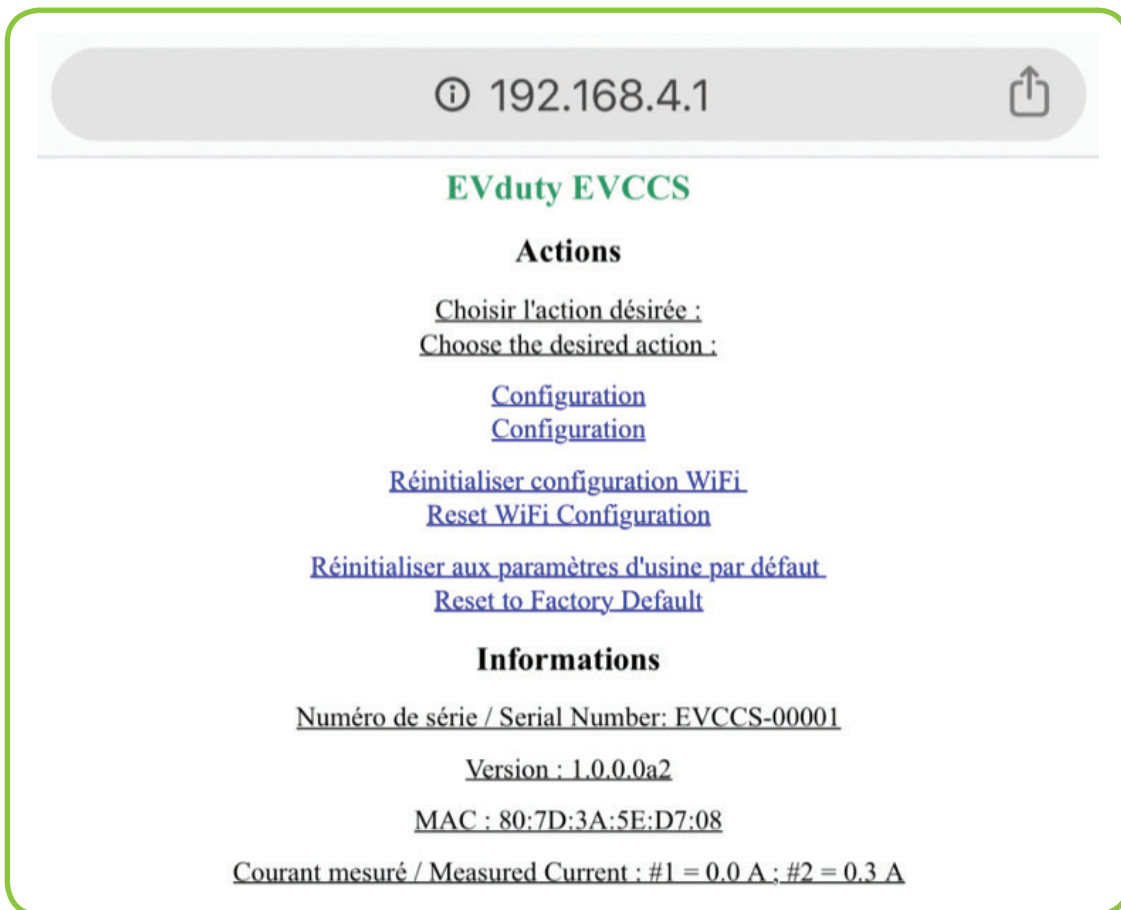 192.168.4.1
EVduty EVCCS
Actions
Choisir l'action désirée :
Choose the desired action :
Configuration
Configuration
Réinitialiser configuration WiFi
Reset WiFi Configuration
Réinitialiser aux paramètres d'usine par défaut
Reset to Factory Default
Informations
Numéro de série / Serial Number: EVCCS-00001
Version : 1.0.0.0a2
MAC : 80:7D:3A:5E:D7:08
Courant mesuré / Measured Current : #1 = 0.0 A ; #2 = 0.3 A